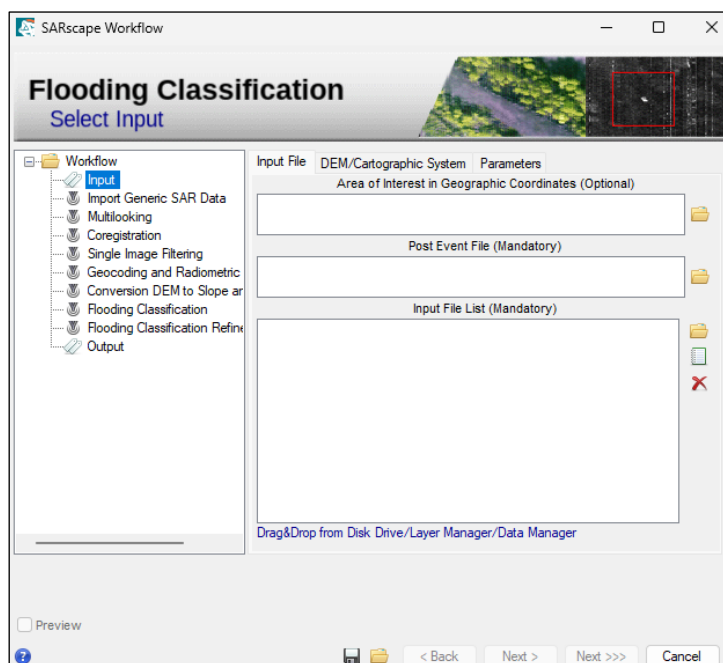 SARscape Workflow
Flooding Classification
Select Input
Workflow
Input
Import Generic SAR Data
Multilooking
Coregistration
Single Image Filtering
Geocoding and Radiometric
Conversion DEM to Slope ar
Flooding Classification
Flooding Classification Refine
Output
Input File DEM/Cartographic System Parameters
Area of Interest in Geographic Coordinates (Optional)
Post Event File (Mandatory)
Input File List (Mandatory)
Drag&Drop from Disk Drive/Layer Manager/Data Manager
Preview
? < Back Next > Next >>> Cancel